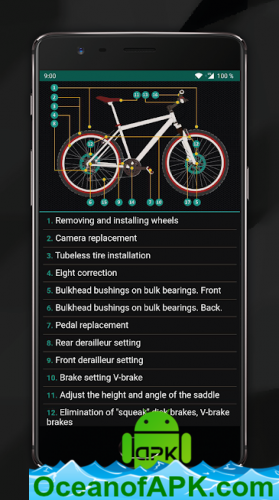 9:00
100 %
1. Removing and installing wheels
2. Camera replacement
3. Tubeless tire installation
4. Eight correction
5. Bulkhead bushings on bulk bearings. Front
6. Bulkhead bushings on bulk bearings. Back.
7. Pedal replacement
8. Rear derailleur setting
9. Front derailleur setting
10. Brake setting V-brake
11. Adjust the height and angle of the saddle
12. Elimination of "squeak" disk brakes, V-brake
brakes
APK
OceanofAPK.com